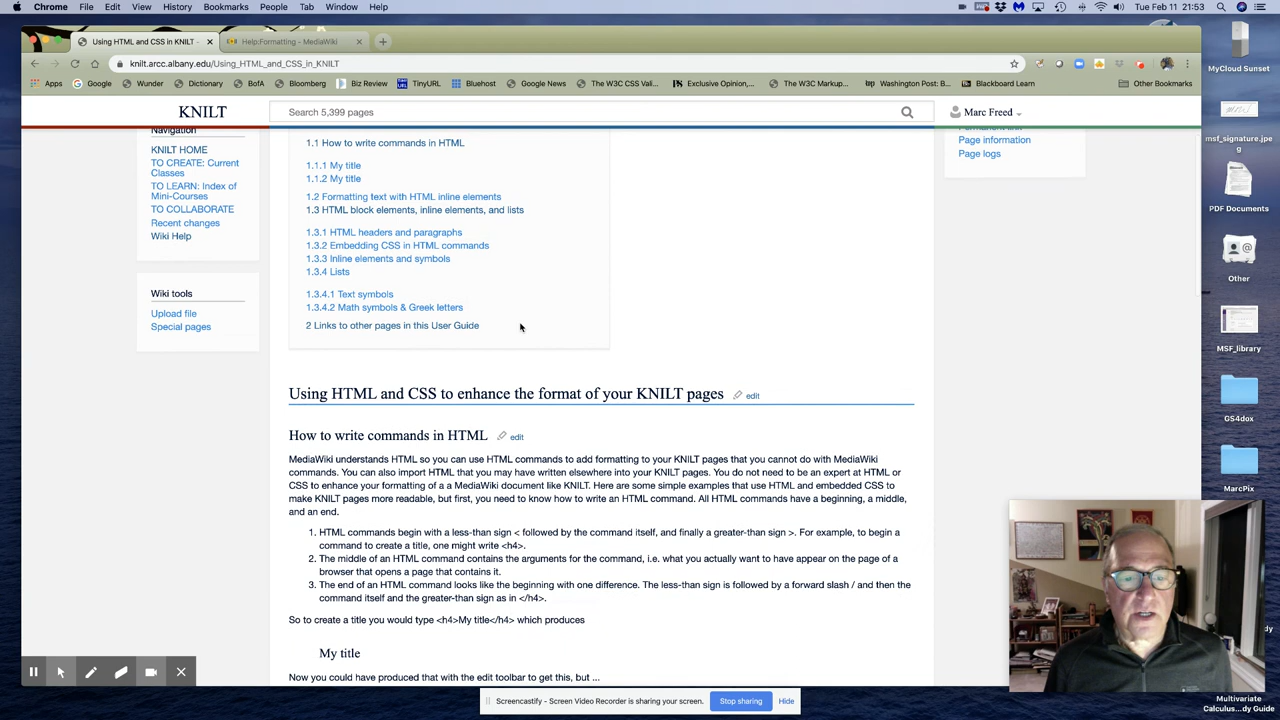 Chrome File Edit View History Bookmarks People Tab Window Help Tue Feb 11 21:53
Using HTML and CSS in KNILT - × Help:Formatting - MediaWiki × +
knilt.arcc.albany.edu/Using_HTML_and_CSS_in_KNILT
Apps Google Wunder Dictionary BofA Bloomberg Biz Review TinyURL Bluehost Google News The W3C CSS Vali... Exclusive Opinion,... The W3C Markup... Washington Post: B... Blackboard Learn Other Bookmarks
KNILT
Search 5,399 pages
Marc Freed
Navigation
KNILT HOME
TO CREATE: Current
Classes
TO LEARN: Index of
Mini-Courses
TO COLLABORATE
Recent changes
Wiki Help
Wiki tools
Upload file
Special pages
1.1 How to write commands in HTML
1.1.1 My title
1.1.2 My title
1.2 Formatting text with HTML inline elements
1.3 HTML block elements, inline elements, and lists
1.3.1 HTML headers and paragraphs
1.3.2 Embedding CSS in HTML commands
1.3.3 Inline elements and symbols
1.3.4 Lists
1.3.4.1 Text symbols
1.3.4.2 Math symbols & Greek letters
2 Links to other pages in this User Guide
Page information
Page logs
Using HTML and CSS to enhance the format of your KNILT pages edit
How to write commands in HTML edit
MediaWiki understands HTML so you can use HTML commands to add formatting to your KNILT pages that you cannot do with MediaWiki
commands. You can also import HTML that you may have written elsewhere into your KNILT pages. You do not need to be an expert at HTML or
CSS to enhance your formatting of a a MediaWiki document like KNILT. Here are some simple examples that use HTML and embedded CSS to
make KNILT pages more readable, but first, you need to know how to write an HTML command. All HTML commands have a beginning, a middle,
and an end.
1. HTML commands begin with a less-than sign < followed by the command itself, and finally a greater-than sign >. For example, to begin a
command to create a title, one might write <h4>.
2. The middle of an HTML command contains the arguments for the command, i.e. what you actually want to have appear on the page of a
browser that opens a page that contains it.
3. The end of an HTML command looks like the beginning with one difference. The less-than sign is followed by a forward slash / and then the
command itself and the greater-than sign as in </h4>.
So to create a title you would type <h4>My title</h4> which produces
My title
Now you could have produced that with the edit toolbar to get this, but ...
Screencastify - Screen Video Recorder is sharing your screen. Stop sharing Hide
MyCloud Sunset
msf_signature.jpe
g
PDF Documents
Other
MSF_library
GS4dox
MarcPix
Multivariate
Calculus...dy Guide